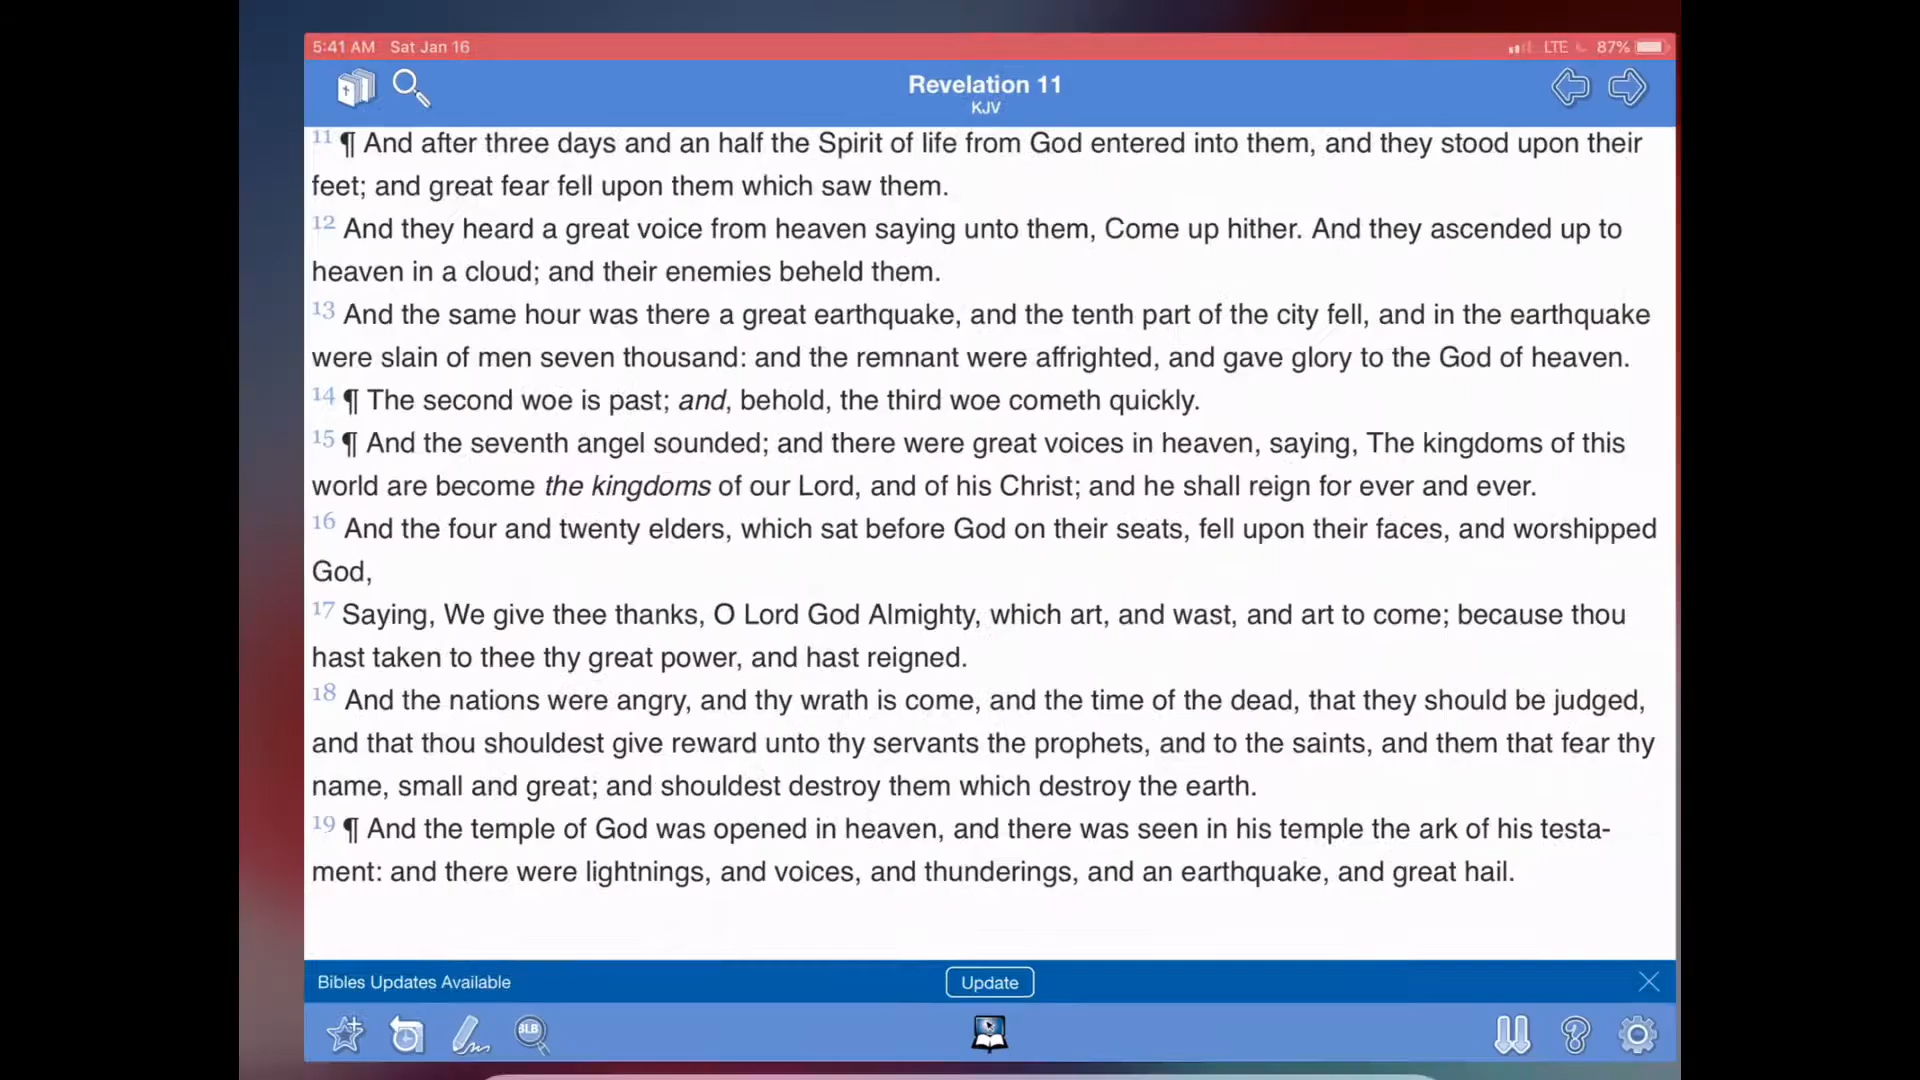 5:41 AM Sat Jan 16 LTE 87%
Revelation 11
KJV
11 ¶ And after three days and an half the Spirit of life from God entered into them, and they stood upon their
feet; and great fear fell upon them which saw them.
12 And they heard a great voice from heaven saying unto them, Come up hither. And they ascended up to
heaven in a cloud; and their enemies beheld them.
13 And the same hour was there a great earthquake, and the tenth part of the city fell, and in the earthquake
were slain of men seven thousand: and the remnant were affrighted, and gave glory to the God of heaven.
14 ¶ The second woe is past; and, behold, the third woe cometh quickly.
15 ¶ And the seventh angel sounded; and there were great voices in heaven, saying, The kingdoms of this
world are become the kingdoms of our Lord, and of his Christ; and he shall reign for ever and ever.
16 And the four and twenty elders, which sat before God on their seats, fell upon their faces, and worshipped
God,
17 Saying, We give thee thanks, O Lord God Almighty, which art, and wast, and art to come; because thou
hast taken to thee thy great power, and hast reigned.
18 And the nations were angry, and thy wrath is come, and the time of the dead, that they should be judged,
and that thou shouldest give reward unto thy servants the prophets, and to the saints, and them that fear thy
name, small and great; and shouldest destroy them which destroy the earth.
19 ¶ And the temple of God was opened in heaven, and there was seen in his temple the ark of his testa-
ment: and there were lightnings, and voices, and thunderings, and an earthquake, and great hail.
Bibles Updates Available
Update
BLB